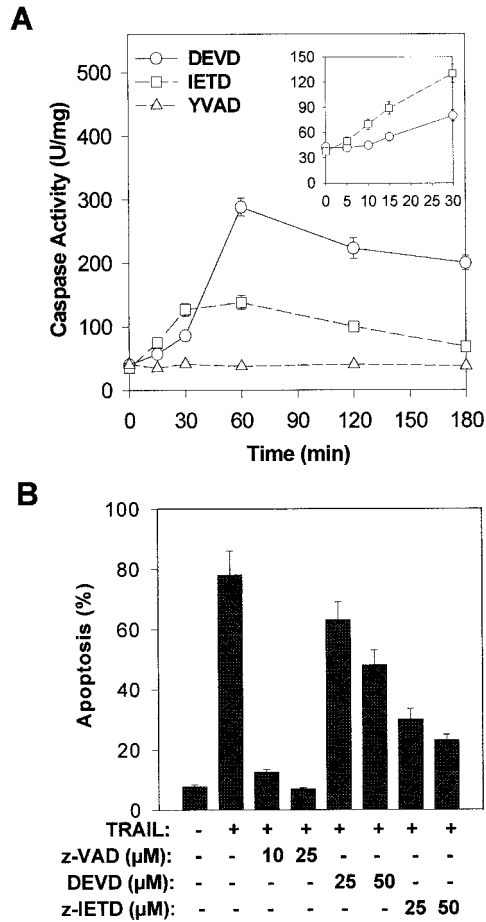 A
DEVD
IETD
YVAD
500
400
300
200
100
0
Caspase Activity (U/mg)
150
120
90
60
30
0
0 5 10 15 20 25 30
0 30 60 90 120 150 180
Time (min)
B
100
80
60
40
20
0
Apoptosis (%)
TRAIL: - + + + + + + +
z-VAD (µM): - - 10 25 - - - -
DEVD (µM): - - - - 25 50 - -
z-IETD (µM): - - - - - - 25 50